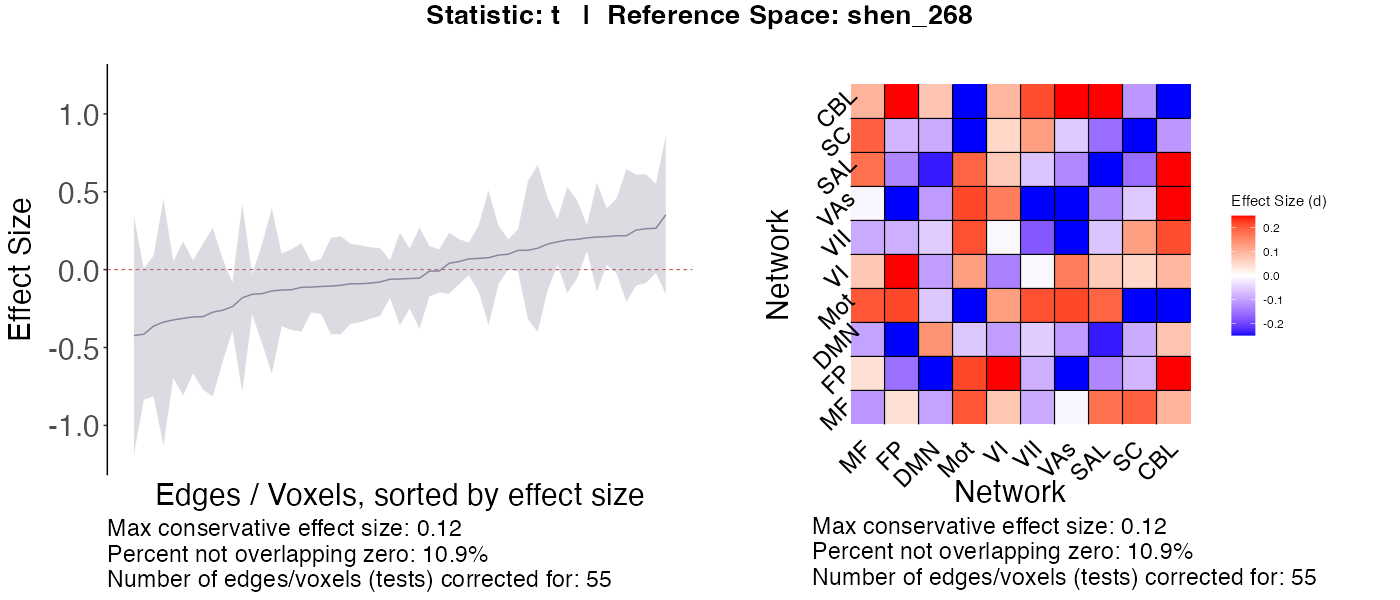 Statistic: t | Reference Space: shen_268
Effect Size
1.0
0.5
0.0
-0.5
-1.0
Edges / Voxels, sorted by effect size
Max conservative effect size: 0.12
Percent not overlapping zero: 10.9%
Number of edges/voxels (tests) corrected for: 55
Network
CBL
SC
SAL
VAs
VII
VI
Mot
DMN
FP
MF
MF FP DMN Mot VI VII VAs SAL SC CBL
Network
Effect Size (d)
0.2
0.1
0.0
-0.1
-0.2
Max conservative effect size: 0.12
Percent not overlapping zero: 10.9%
Number of edges/voxels (tests) corrected for: 55